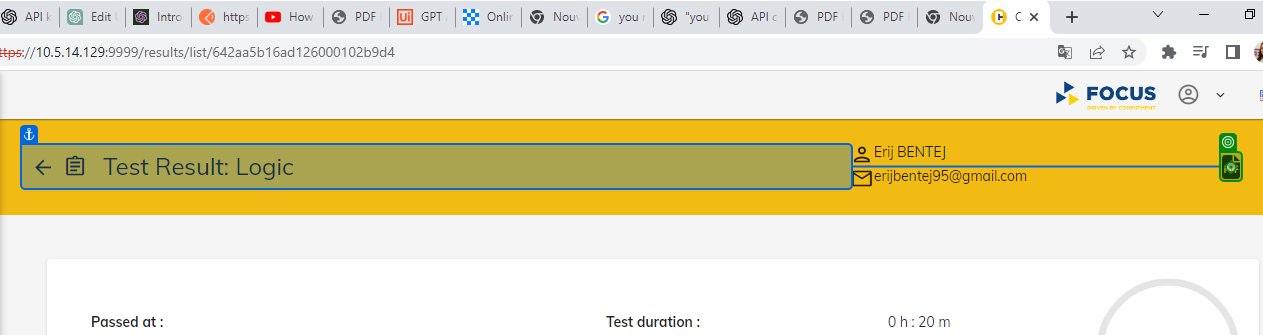 API k
Edit
Intro
https
How
PDF
GPT
Onlin
Nouv
you r
"you
API c
PDF
PDF
Nouv
C
https://10.5.14.129:9999/results/list/642aa5b16ad126000102b9d4
FOCUS
DRIVEN BY COMMITMENT
Test Result: Logic
Erij BENTEJ
erijbentej95@gmail.com
Passed at :
Test duration :
0 h : 20 m